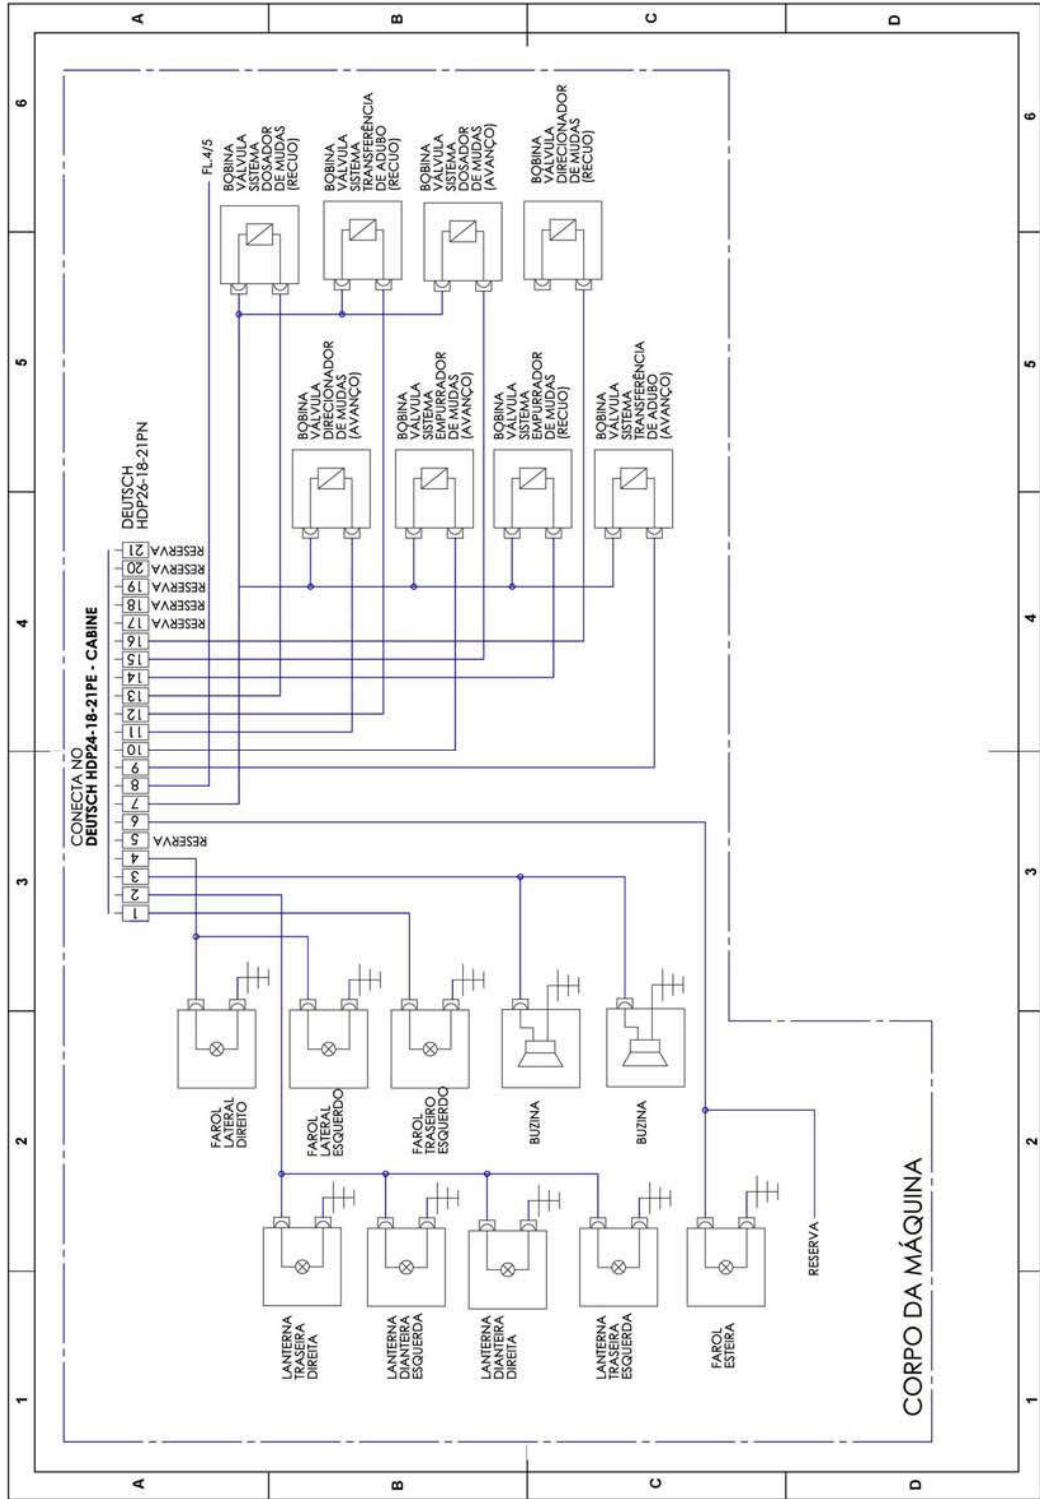 1
2
3
4
5
6
A
B
C
D
CONECTA NO
DEUTSCH HDP24-18-21PE - CABINE
DEUTSCH
HDP26-18-21PN
1
2
3
4
5
RESERVA
6
7
8
9
10
11
12
13
14
15
16
17
RESERVA
18
RESERVA
19
RESERVA
20
RESERVA
21
RESERVA
FL.4/5
FAROL
LATERAL
DIREITO
FAROL
LATERAL
ESQUERDO
FAROL
TRASEIRO
ESQUERDO
BUZINA
BUZINA
LANTERNA
TRASEIRA
DIREITA
LANTERNA
DIANTEIRA
ESQUERDA
LANTERNA
DIANTEIRA
DIREITA
LANTERNA
TRASEIRA
ESQUERDA
FAROL
ESTEIRA
RESERVA
BOBINA
VÁLVULA
DIRECIONADOR
DE MUDAS
(AVANÇO)
BOBINA
VÁLVULA
SISTEMA
EMPURRADOR
DE MUDAS
(AVANÇO)
BOBINA
VÁLVULA
SISTEMA
EMPURRADOR
DE MUDAS
(RECUO)
BOBINA
VÁLVULA
SISTEMA
TRANSFERÊNCIA
DE ADUBO
(AVANÇO)
BOBINA
VÁLVULA
SISTEMA
DOSADOR
DE MUDAS
(RECUO)
BOBINA
VÁLVULA
SISTEMA
TRANSFERÊNCIA
DE ADUBO
(RECUO)
BOBINA
VÁLVULA
SISTEMA
DOSADOR
DE MUDAS
(AVANÇO)
BOBINA
VÁLVULA
DIRECIONADOR
DE MUDAS
(RECUO)
CORPO DA MÁQUINA
A
B
C
D
1
2
3
4
5
6